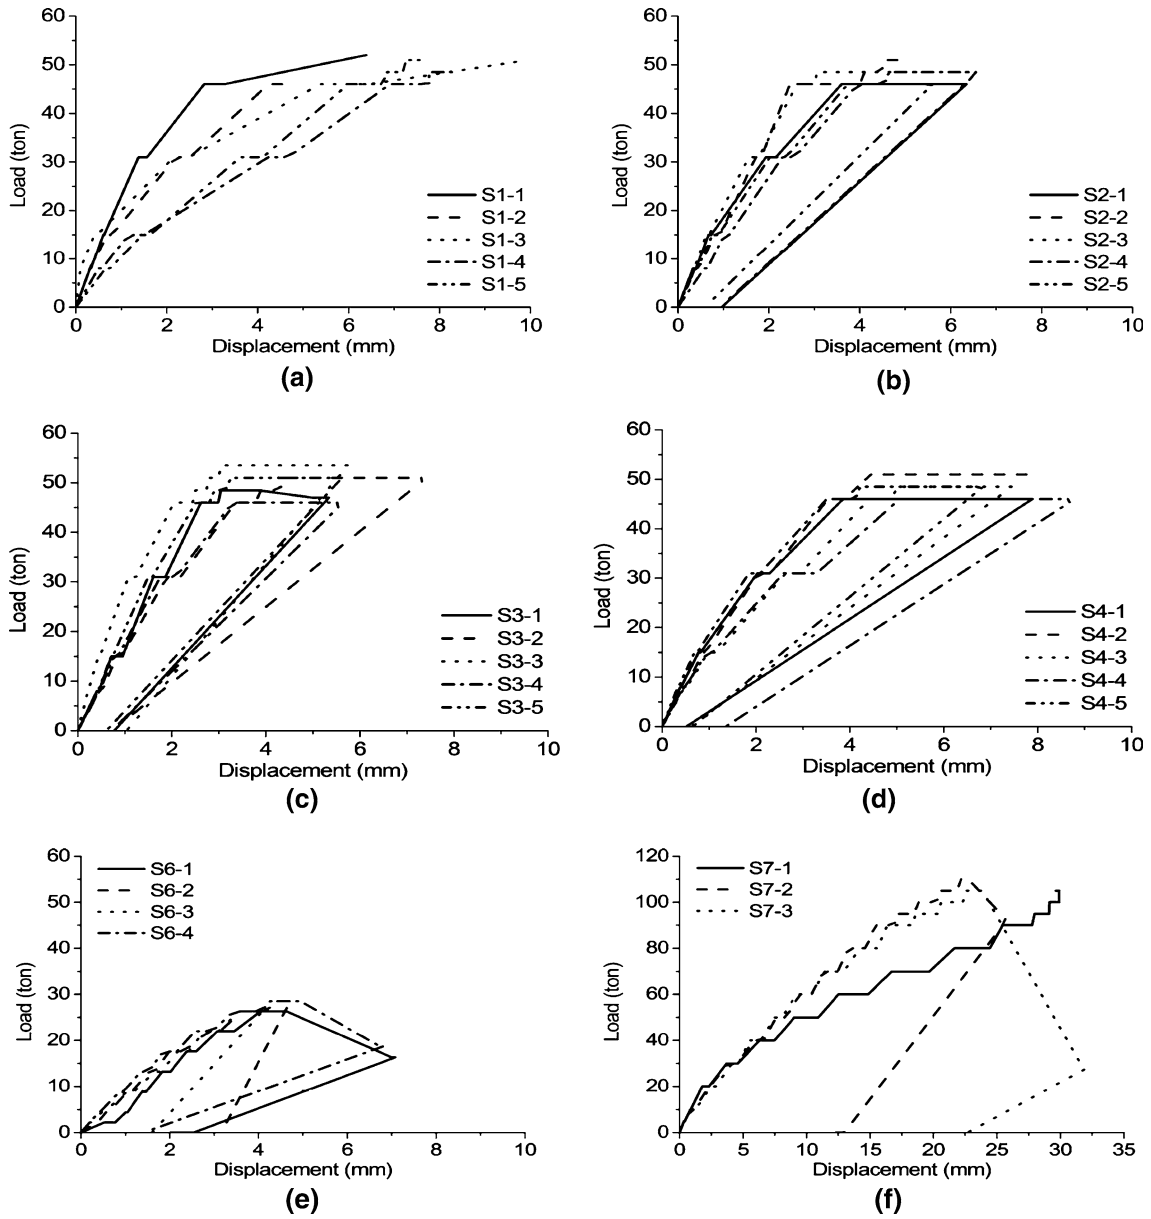 60
50
40
30
20
10
0
Load (ton)
S1-1
S1-2
S1-3
S1-4
S1-5
0 2 4 6 8 10
Displacement (mm)
(a)
60
50
40
30
20
10
0
Load (ton)
S2-1
S2-2
S2-3
S2-4
S2-5
0 2 4 6 8 10
Displacement (mm)
(b)
60
50
40
30
20
10
0
Load (ton)
S3-1
S3-2
S3-3
S3-4
S3-5
0 2 4 6 8 10
Displacement (mm)
(c)
60
50
40
30
20
10
0
Load (ton)
S4-1
S4-2
S4-3
S4-4
S4-5
0 2 4 6 8 10
Displacement (mm)
(d)
60
50
40
30
20
10
0
Load (ton)
S6-1
S6-2
S6-3
S6-4
0 2 4 6 8 10
Displacement (mm)
(e)
120
100
80
60
40
20
0
Load (ton)
S7-1
S7-2
S7-3
0 5 10 15 20 25 30 35
Displacement (mm)
(f)